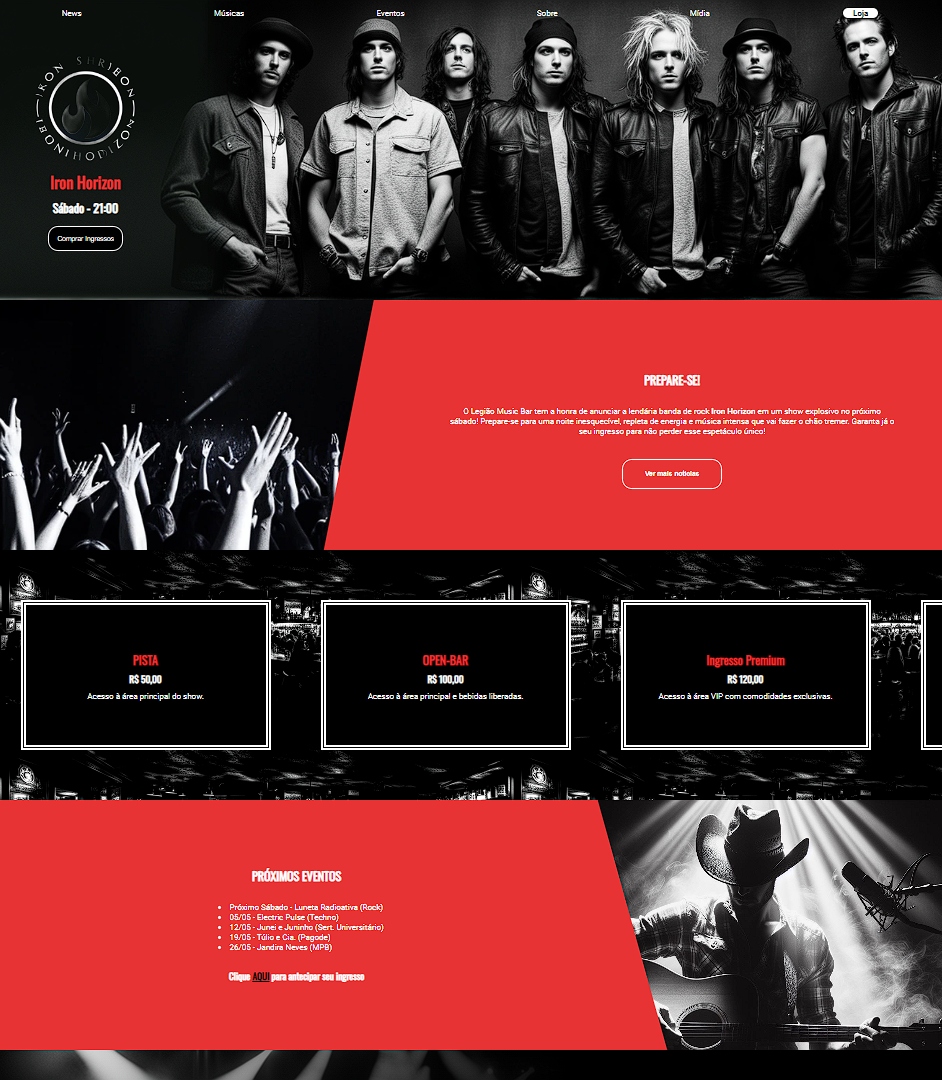 News Músicas Eventos Sobre Mídia Loja
Iron Horizon
Sábado - 21:00
Comprar Ingressos
PREPARE-SE!
O Legião Music Bar tem a honra de anunciar a lendária banda de rock Iron Horizon em um show explosivo no próximo
sábado! Prepare-se para uma noite inesquecível, repleta de energia e música intensa que vai fazer o chão tremer. Garanta já o
seu ingresso para não perder esse espetáculo único!
Ver mais notícias
PISTA
R$ 50,00
Acesso à área principal do show.
OPEN-BAR
R$ 100,00
Acesso à área principal e bebidas liberadas.
Ingresso Premium
R$ 120,00
Acesso à área VIP com comodidades exclusivas.
PRÓXIMOS EVENTOS
Próximo Sábado - Luneta Radioativa (Rock)
05/05 - Electric Pulse (Techno)
12/05 - Junei e Juninho (Sert. Universitário)
19/05 - Túlio e Cia. (Pagode)
26/05 - Jandira Neves (MPB)
Clique AQUI para antecipar seu ingresso